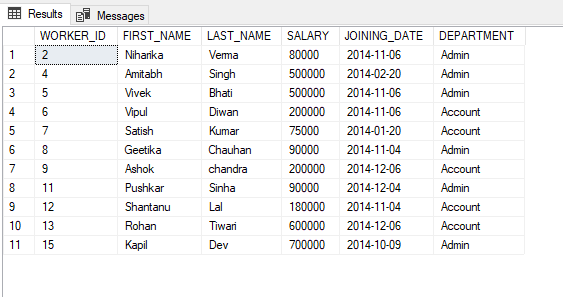 Results Messages
WORKER_ID FIRST_NAME LAST_NAME SALARY JOINING_DATE DEPARTMENT
1 2 Niharika Verma 80000 2014-11-06 Admin
2 4 Amitabh Singh 500000 2014-02-20 Admin
3 5 Vivek Bhati 500000 2014-11-06 Admin
4 6 Vipul Diwan 200000 2014-11-06 Account
5 7 Satish Kumar 75000 2014-01-20 Account
6 8 Geetika Chauhan 90000 2014-11-04 Admin
7 9 Ashok chandra 200000 2014-12-06 Account
8 11 Pushkar Sinha 90000 2014-12-04 Admin
9 12 Shantanu Lal 180000 2014-11-04 Account
10 13 Rohan Tiwari 600000 2014-12-06 Account
11 15 Kapil Dev 700000 2014-10-09 Admin